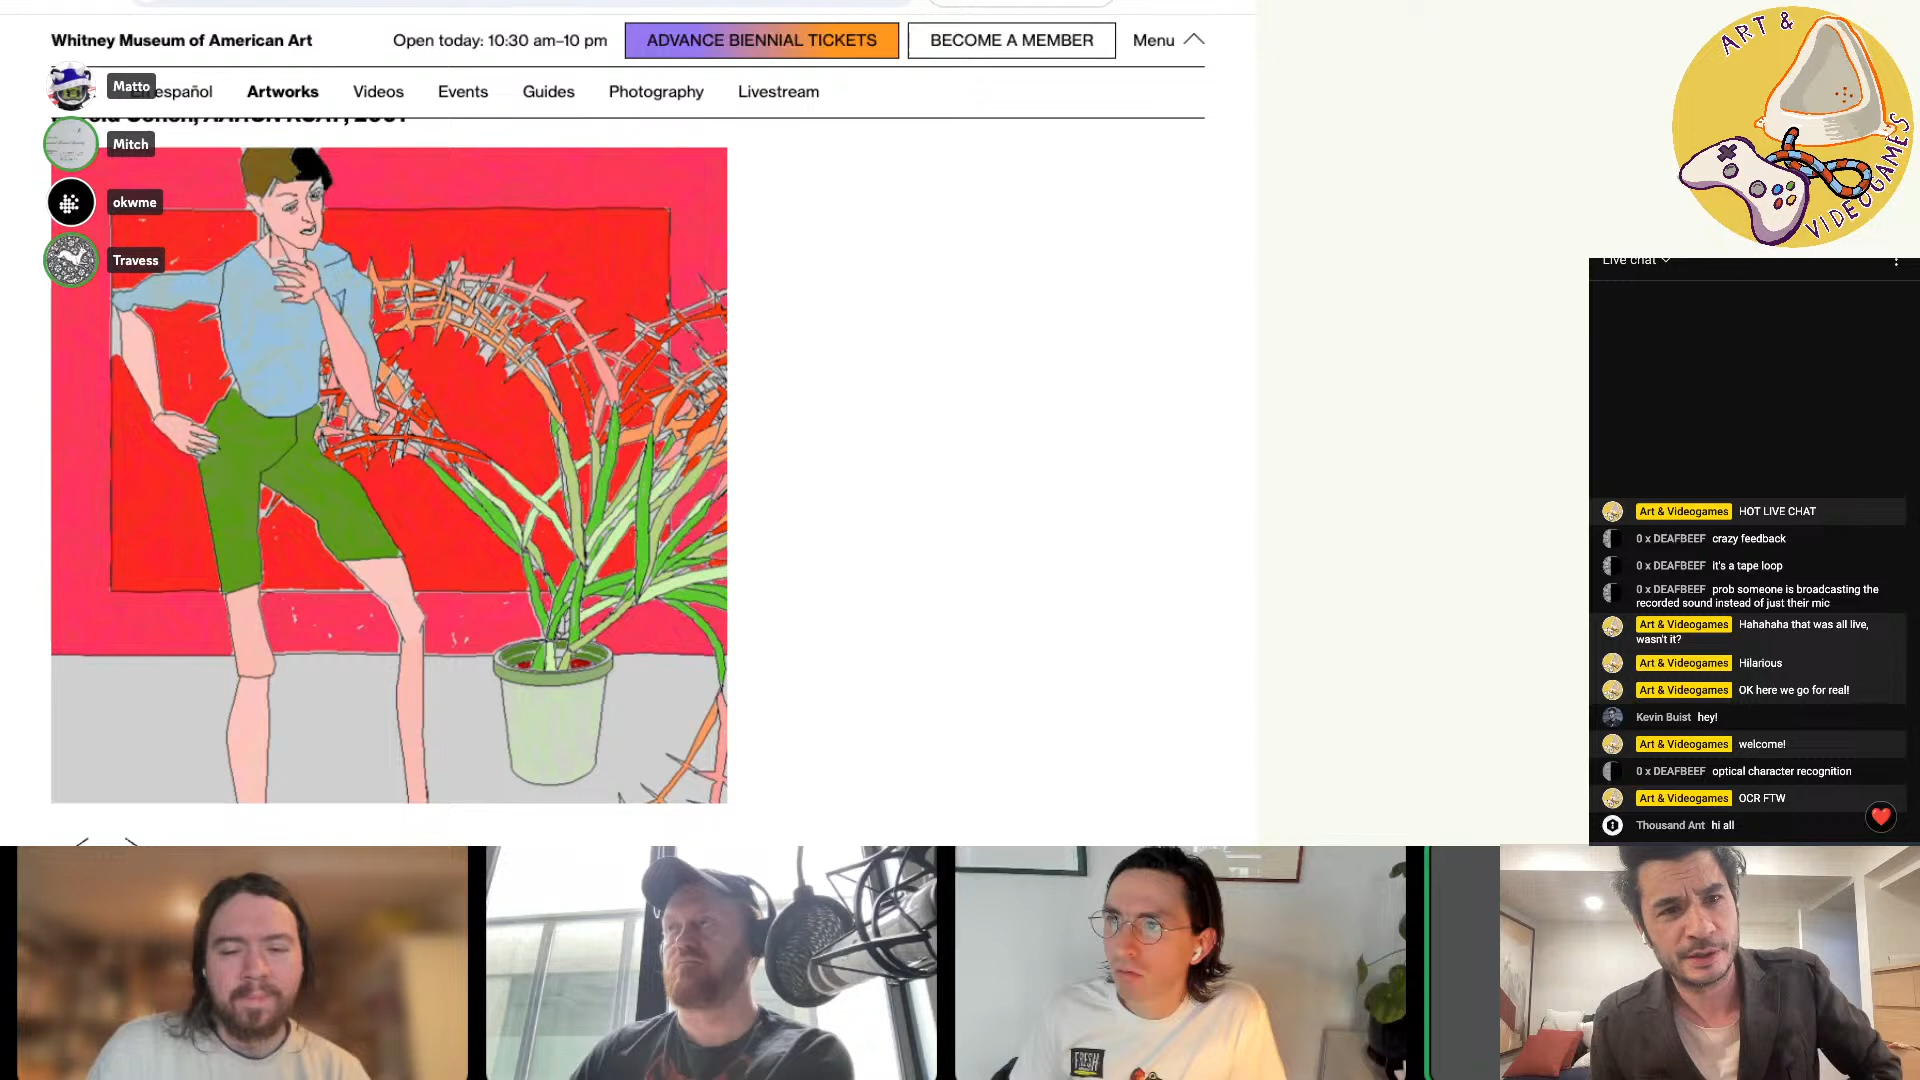 Whitney Museum of American Art
Open today: 10:30 am–10 pm
ADVANCE BIENNIAL TICKETS
BECOME A MEMBER
Menu
español
Artworks
Videos
Events
Guides
Photography
Livestream
Matto
Mitch
okwme
Travess
ART &
VIDEOGAMES
Live chat
Art & Videogames HOT LIVE CHAT
0 x DEAFBEEF crazy feedback
0 x DEAFBEEF it's a tape loop
0 x DEAFBEEF prob someone is broadcasting the
recorded sound instead of just their mic
Art & Videogames Hahahaha that was all live,
wasn't it?
Art & Videogames Hilarious
Art & Videogames OK here we go for real!
Kevin Buist hey!
Art & Videogames welcome!
0 x DEAFBEEF optical character recognition
Art & Videogames OCR FTW
Thousand Ant hi all
FRESH